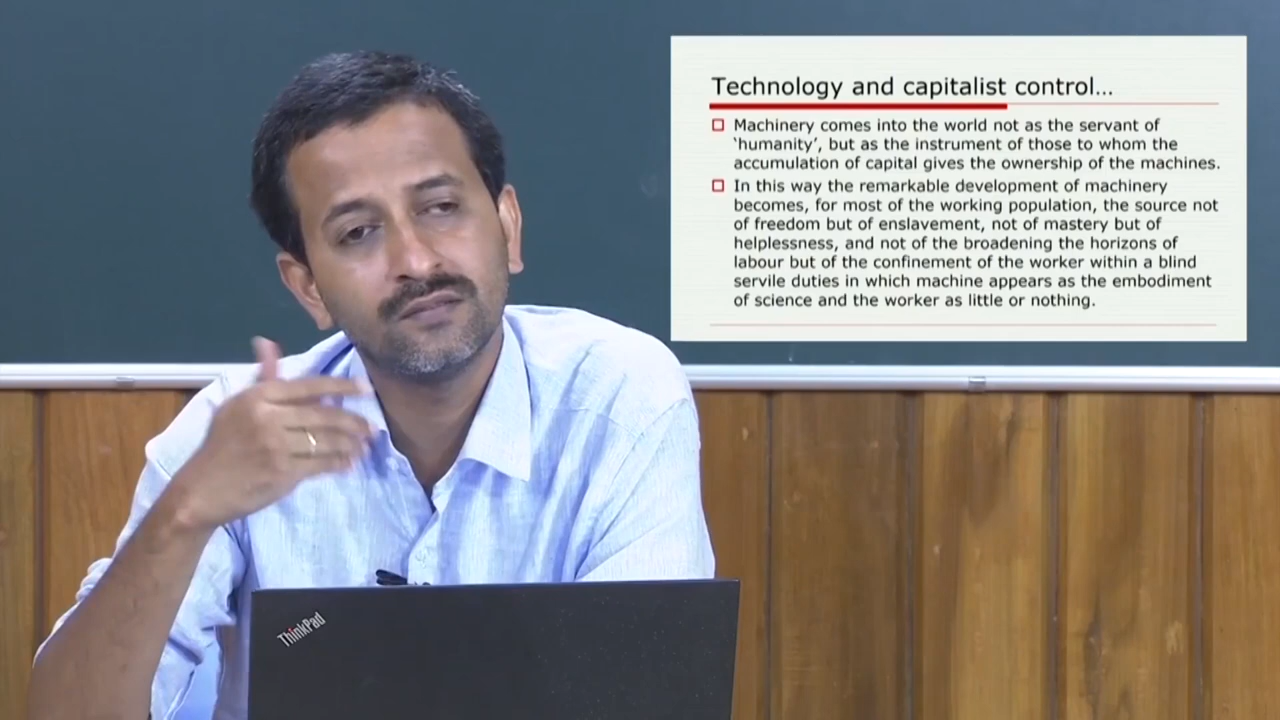 Technology and capitalist control…
Machinery comes into the world not as the servant of
‘humanity’, but as the instrument of those to whom the
accumulation of capital gives the ownership of the machines.
In this way the remarkable development of machinery
becomes, for most of the working population, the source not
of freedom but of enslavement, not of mastery but of
helplessness, and not of the broadening the horizons of
labour but of the confinement of the worker within a blind
servile duties in which machine appears as the embodiment
of science and the worker as little or nothing.
ThinkPad